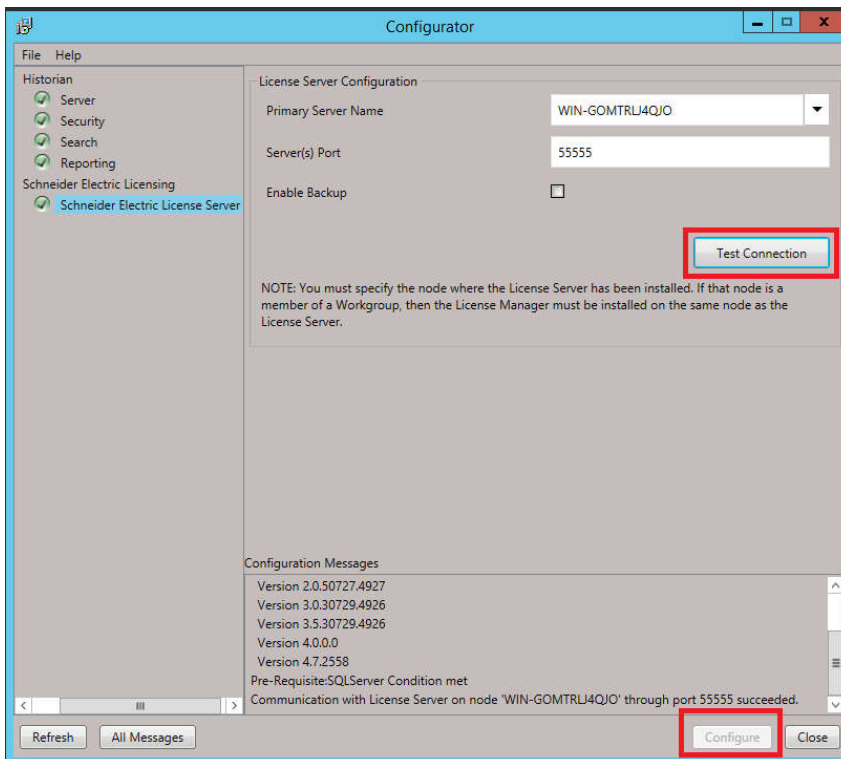 Configurator
File Help
Historian
Server
Security
Search
Reporting
Schneider Electric Licensing
Schneider Electric License Server
License Server Configuration
Primary Server Name
WIN-GOMTRLJ4QJO
Server(s) Port
55555
Enable Backup
Test Connection
NOTE: You must specify the node where the License Server has been installed. If that node is a
member of a Workgroup, then the License Manager must be installed on the same node as the
License Server.
Configuration Messages
Version 2.0.50727.4927
Version 3.0.30729.4926
Version 3.5.30729.4926
Version 4.0.0.0
Version 4.7.2558
Pre-Requisite:SQLServer Condition met
Communication with License Server on node 'WIN-GOMTRLJ4QJO' through port 55555 succeeded.
Refresh
All Messages
Configure
Close